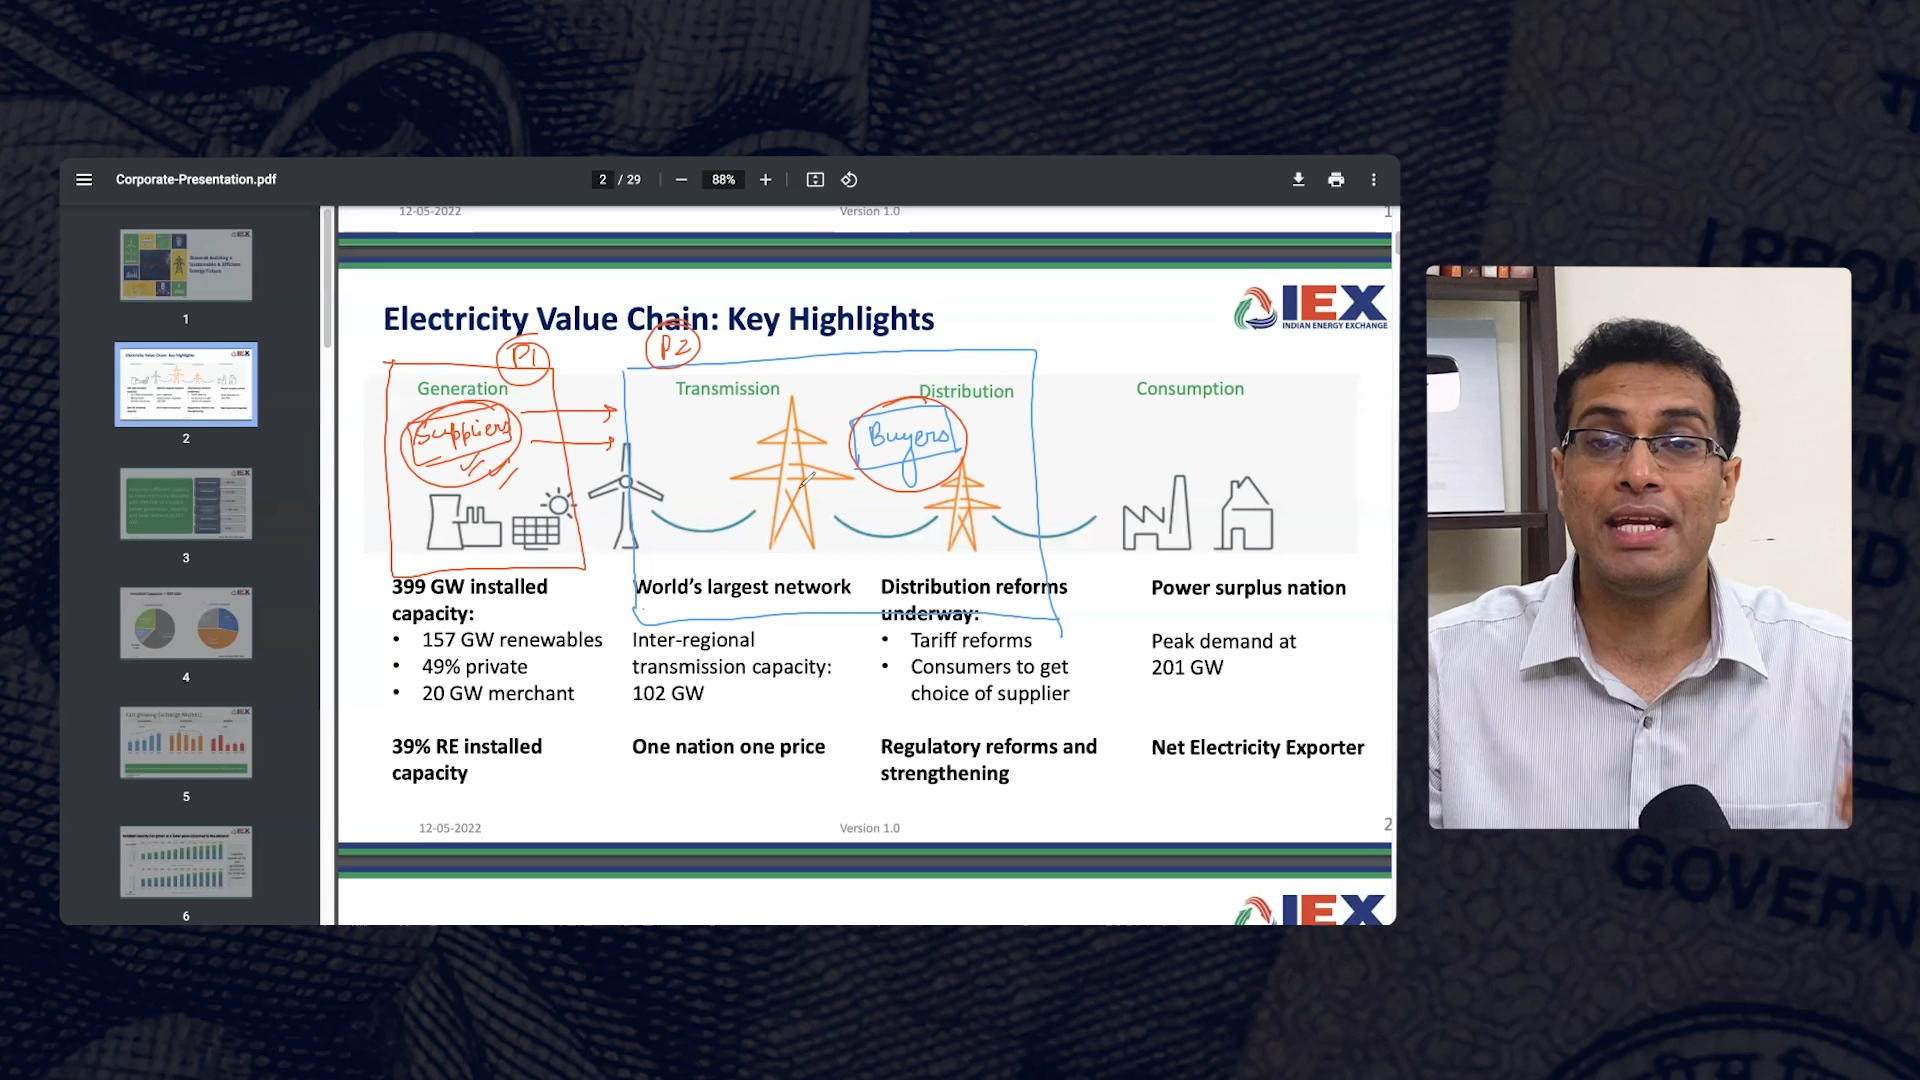 Corporate-Presentation.pdf
2 / 29
88%
12-05-2022
Version 1.0
1
Electricity Value Chain: Key Highlights
IEX
INDIAN ENERGY EXCHANGE
P1
P2
Generation
Transmission
Distribution
Consumption
Suppliers
Buyers
399 GW installed
capacity:
• 157 GW renewables
• 49% private
• 20 GW merchant
39% RE installed
capacity
World's largest network
Inter-regional
transmission capacity:
102 GW
One nation one price
Distribution reforms
underway:
• Tariff reforms
• Consumers to get
choice of supplier
Regulatory reforms and
strengthening
Power surplus nation
Peak demand at
201 GW
Net Electricity Exporter
12-05-2022
Version 1.0
2
IEX
1
2
3
4
5
6
GOVERN